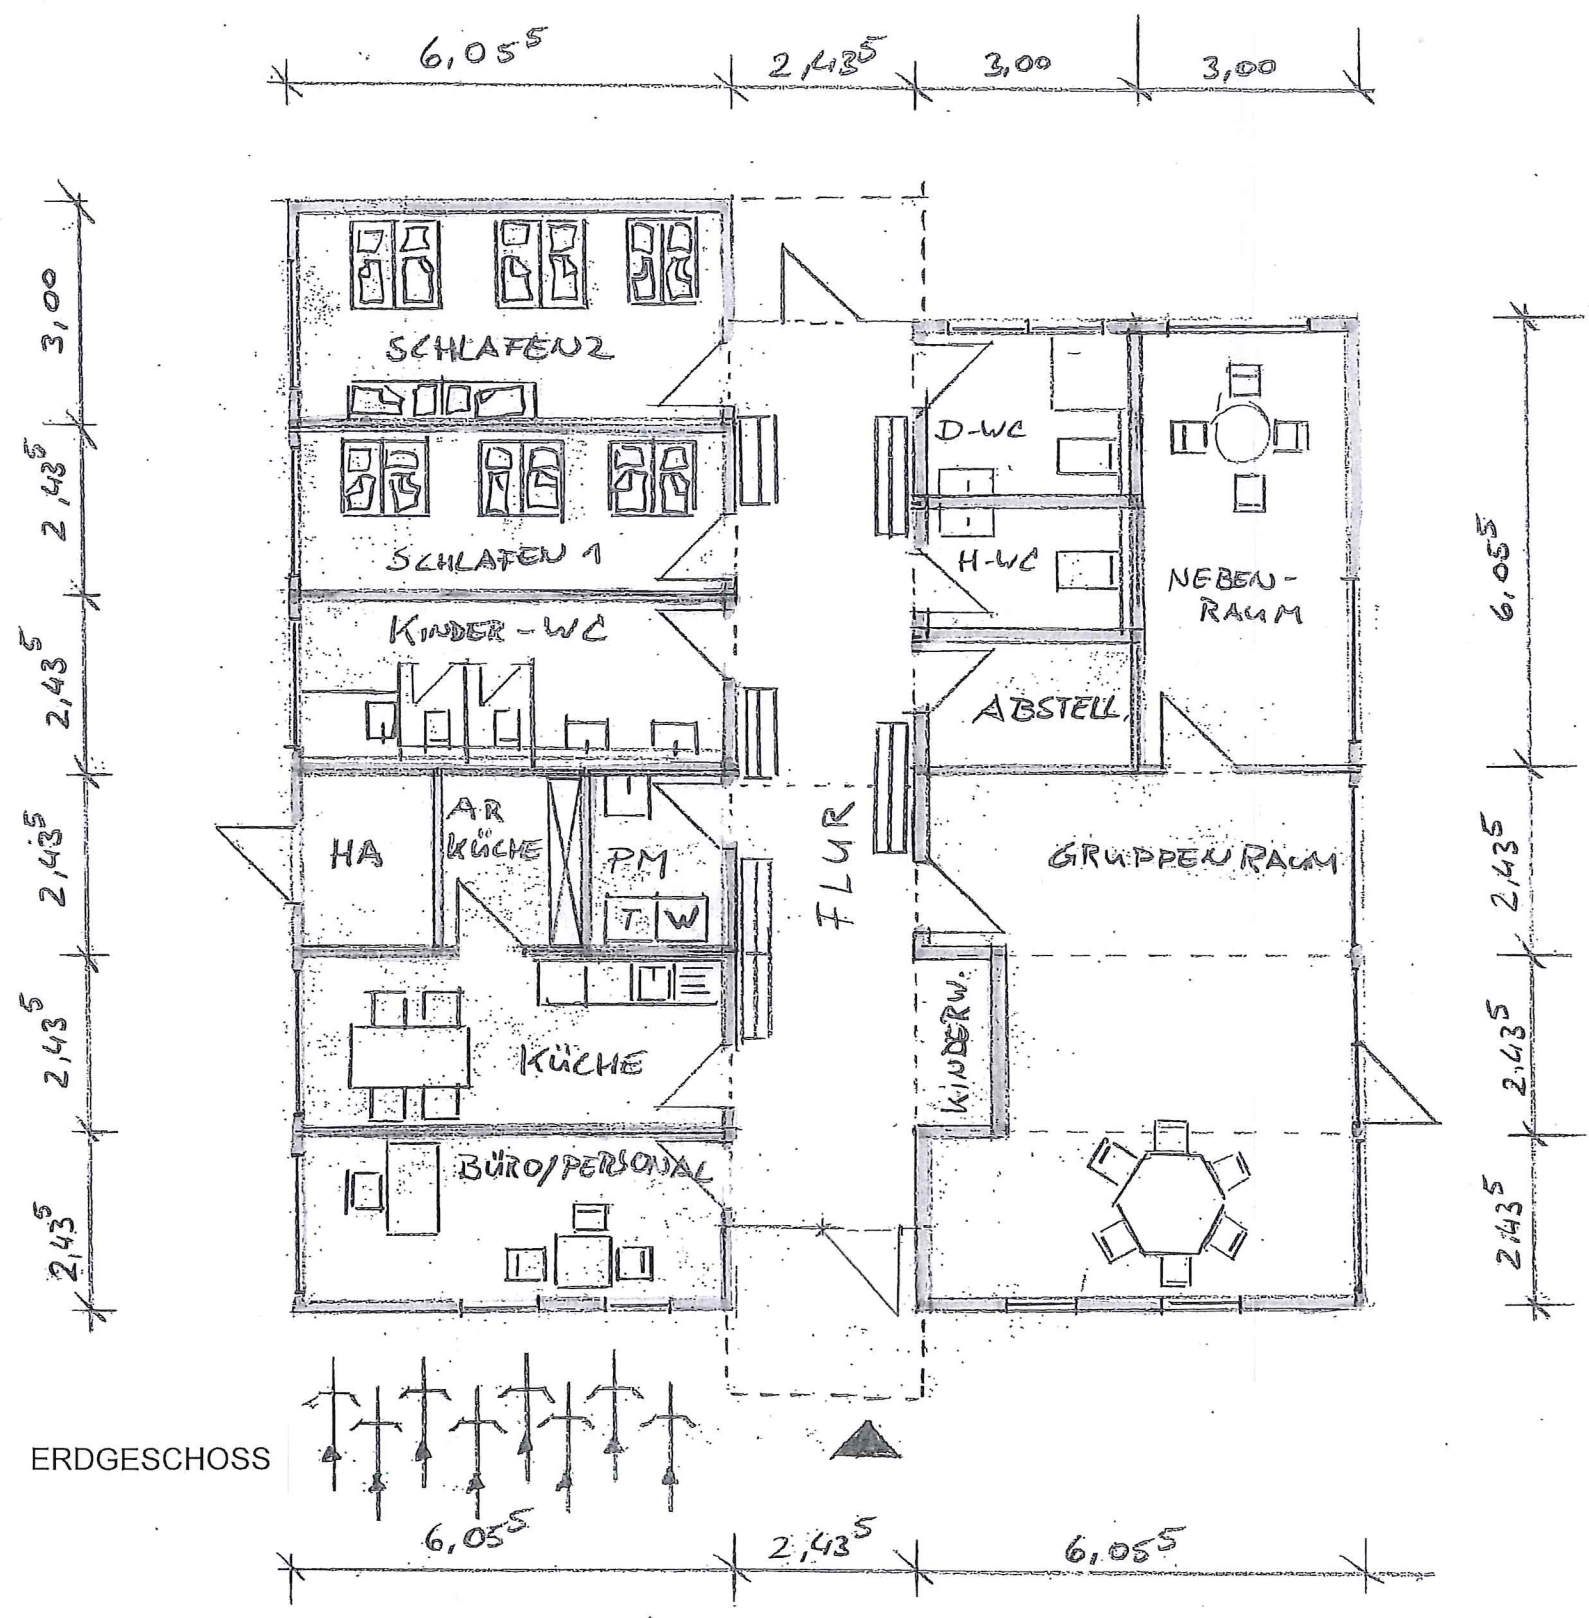 6,05⁵
2,43⁵
3,00
3,00
3,00
2,43⁵
2,43⁵
2,43⁵
2,43⁵
2,43⁵
SCHLAFEN2
SCHLAFEN 1
KINDER-WC
HA
AR
KÜCHE
PM
T W
KÜCHE
BÜRO/PERSONAL
FLUR
D-WC
H-WC
ABSTELL.
NEBEN-
RAUM
GRUPPENRAUM
KINDERW.
6,05⁵
2,43⁵
2,43⁵
2,43⁵
ERDGESCHOSS
6,05⁵
2,43⁵
6,05⁵